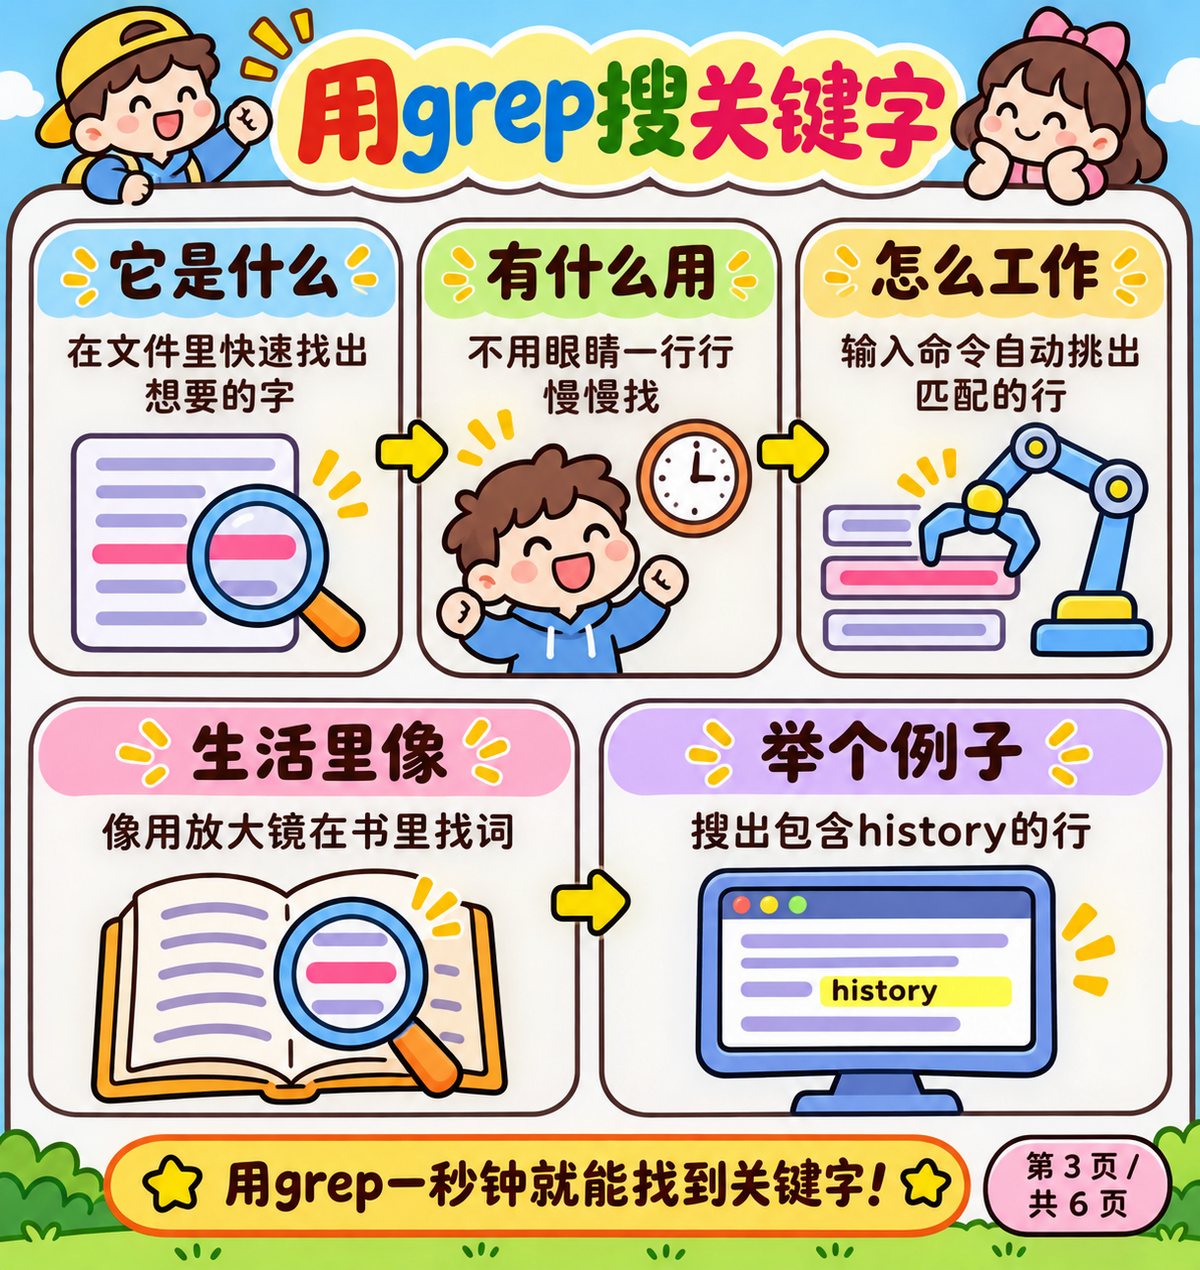 用grep搜关键字
它是什么
在文件里快速找出
想要的字
有什么用
不用眼睛一行行
慢慢找
怎么工作
输入命令自动挑出
匹配的行
生活里像
像用放大镜在书里找词
举个例子
搜出包含history的行
history
用grep一秒钟就能找到关键字!
第 3 页 /
共 6 页